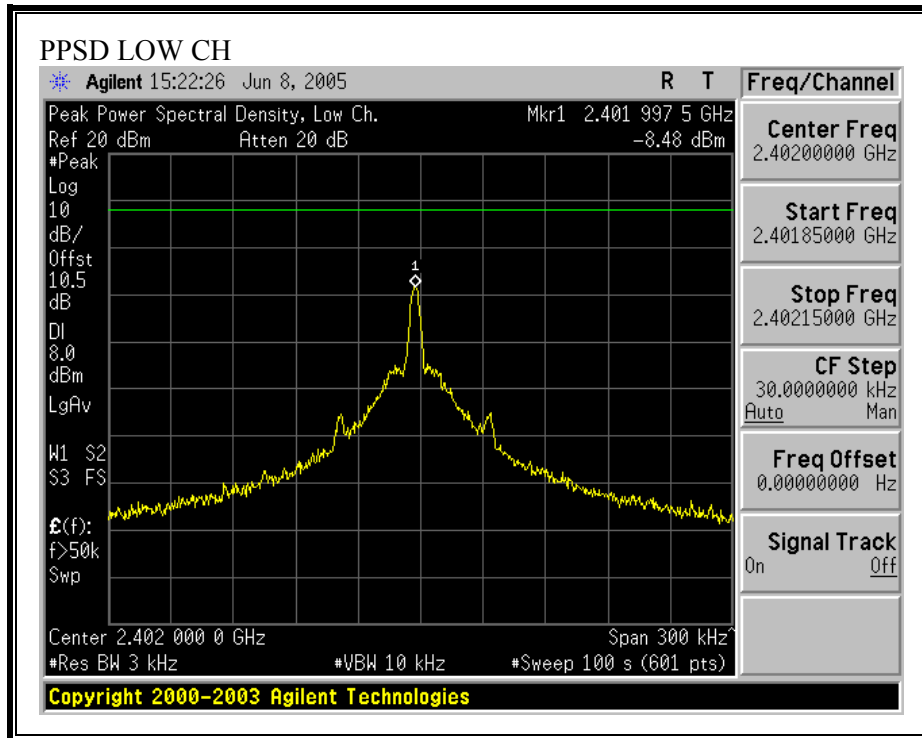 PPSD LOW CH
Agilent 15:22:26 Jun 8, 2005 R T
Peak Power Spectral Density, Low Ch. Mkr1 2.401 997 5 GHz
Ref 20 dBm Atten 20 dB -8.48 dBm
#Peak
Log
10
dB/
Offst
10.5
dB
DI
8.0
dBm
LgAv
W1 S2
S3 FS
£(f):
f>50k
Swp
1
Center 2.402 000 0 GHz Span 300 kHz^
#Res BW 3 kHz #VBW 10 kHz #Sweep 100 s (601 pts)
Copyright 2000-2003 Agilent Technologies
Freq/Channel
Center Freq
2.40200000 GHz
Start Freq
2.40185000 GHz
Stop Freq
2.40215000 GHz
CF Step
30.0000000 kHz
Auto Man
Freq Offset
0.00000000 Hz
Signal Track
On Off